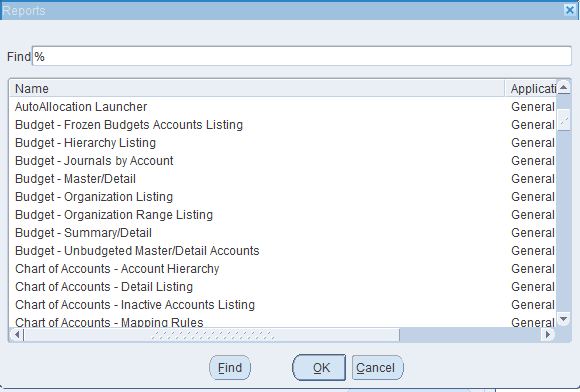 Reports
Find %
Name Applicati
AutoAllocation Launcher General
Budget - Frozen Budgets Accounts Listing General
Budget - Hierarchy Listing General
Budget - Journals by Account General
Budget - Master/Detail General
Budget - Organization Listing General
Budget - Organization Range Listing General
Budget - Summary/Detail General
Budget - Unbudgeted Master/Detail Accounts General
Chart of Accounts - Account Hierarchy General
Chart of Accounts - Detail Listing General
Chart of Accounts - Inactive Accounts Listing General
Chart of Accounts - Mapping Rules General
Find OK Cancel